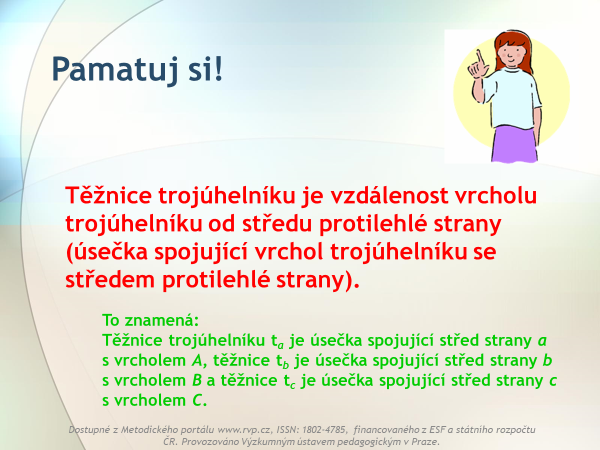 Pamatuj si!
Těžnice trojúhelníku je vzdálenost vrcholu
trojúhelníku od středu protilehlé strany
(úsečka spojující vrchol trojúhelníku se
středem protilehlé strany).
To znamená:
Těžnice trojúhelníku ta je úsečka spojující střed strany a
s vrcholem A, těžnice tb je úsečka spojující střed strany b
s vrcholem B a těžnice tc je úsečka spojující střed strany c
s vrcholem C.
Dostupné z Metodického portálu www.rvp.cz, ISSN: 1802-4785, financovaného z ESF a státního rozpočtu
ČR. Provozováno Výzkumným ústavem pedagogickým v Praze.